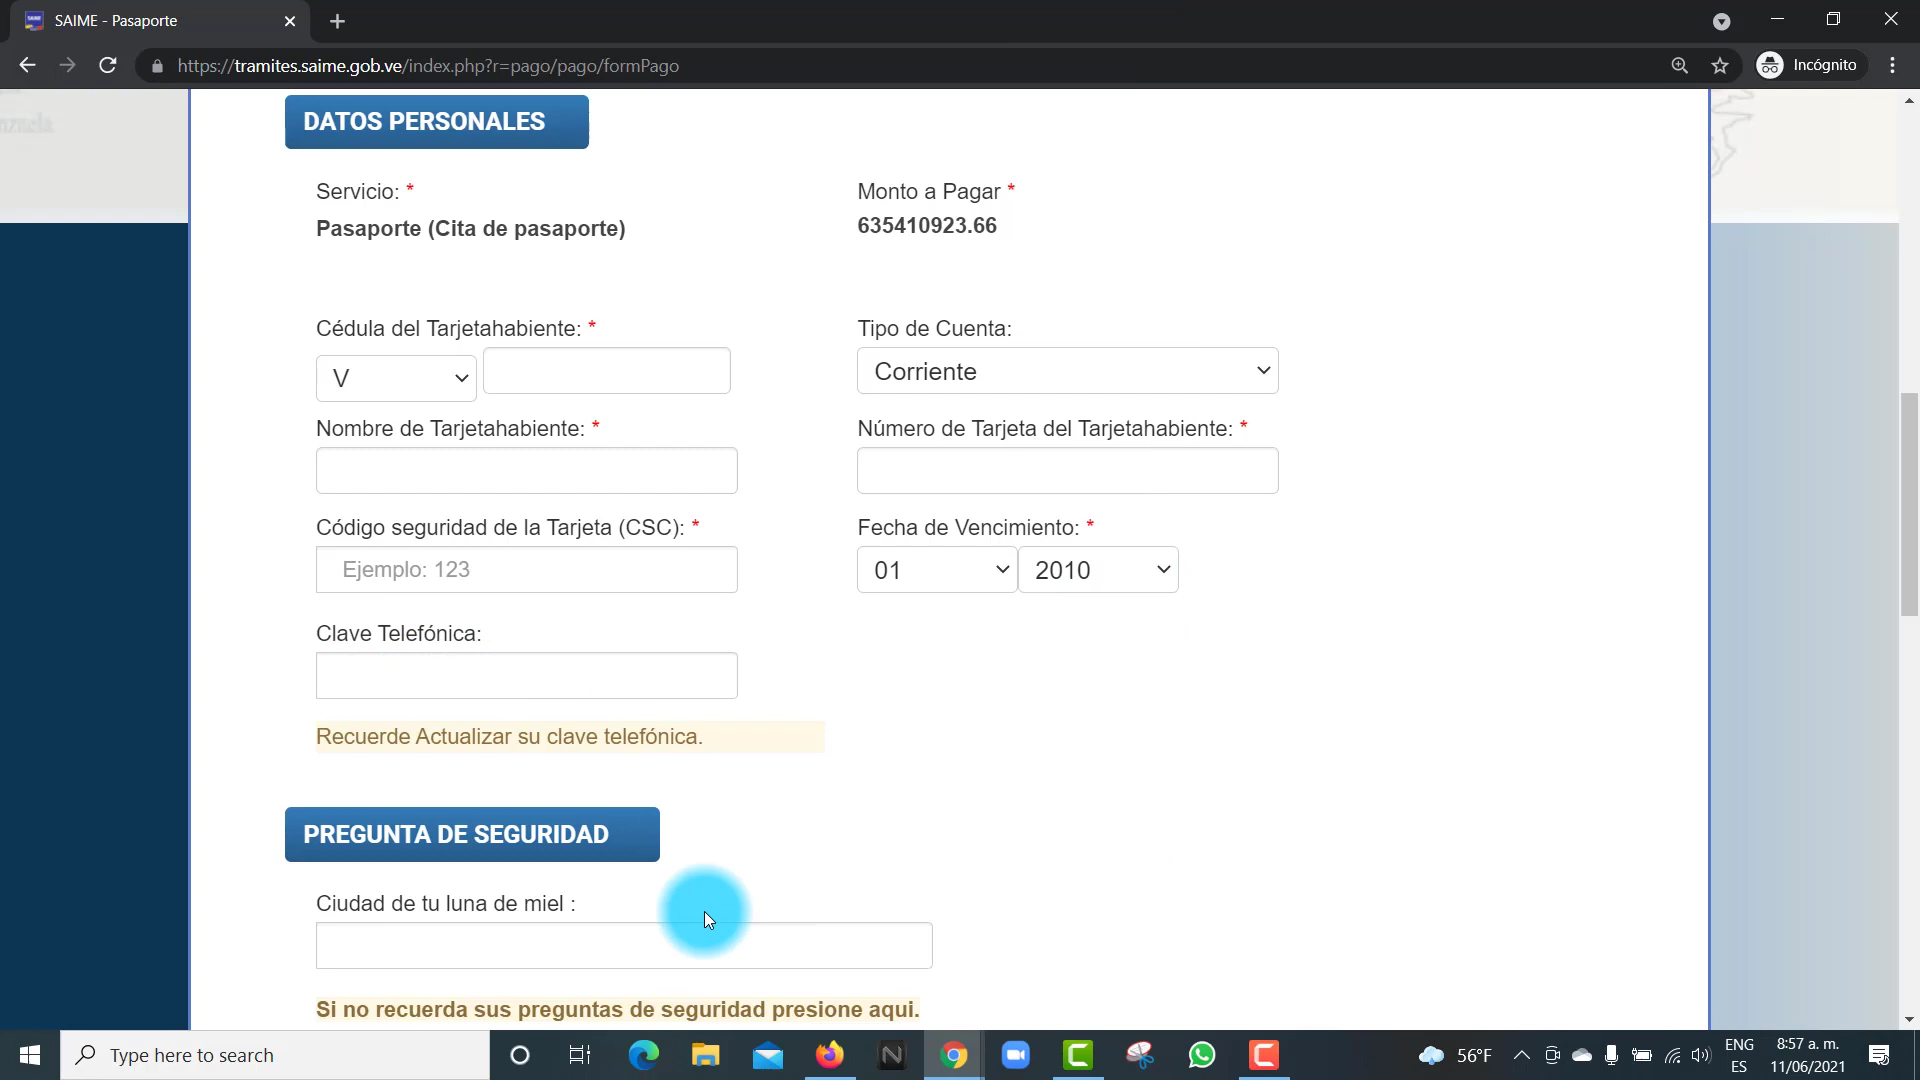 SAIME - Pasaporte
https://tramites.saime.gob.ve/index.php?r=pago/pago/formPago
Incógnito
DATOS PERSONALES
Servicio: *
Monto a Pagar *
Pasaporte (Cita de pasaporte)
635410923.66
Cédula del Tarjetahabiente: *
Tipo de Cuenta:
V
Corriente
Nombre de Tarjetahabiente: *
Número de Tarjeta del Tarjetahabiente: *
Código seguridad de la Tarjeta (CSC): *
Fecha de Vencimiento: *
Ejemplo: 123
01
2010
Clave Telefónica:
Recuerde Actualizar su clave telefónica.
PREGUNTA DE SEGURIDAD
Ciudad de tu luna de miel :
Si no recuerda sus preguntas de seguridad presione aqui.
Type here to search
56°F
ENG
ES
8:57 a. m.
11/06/2021